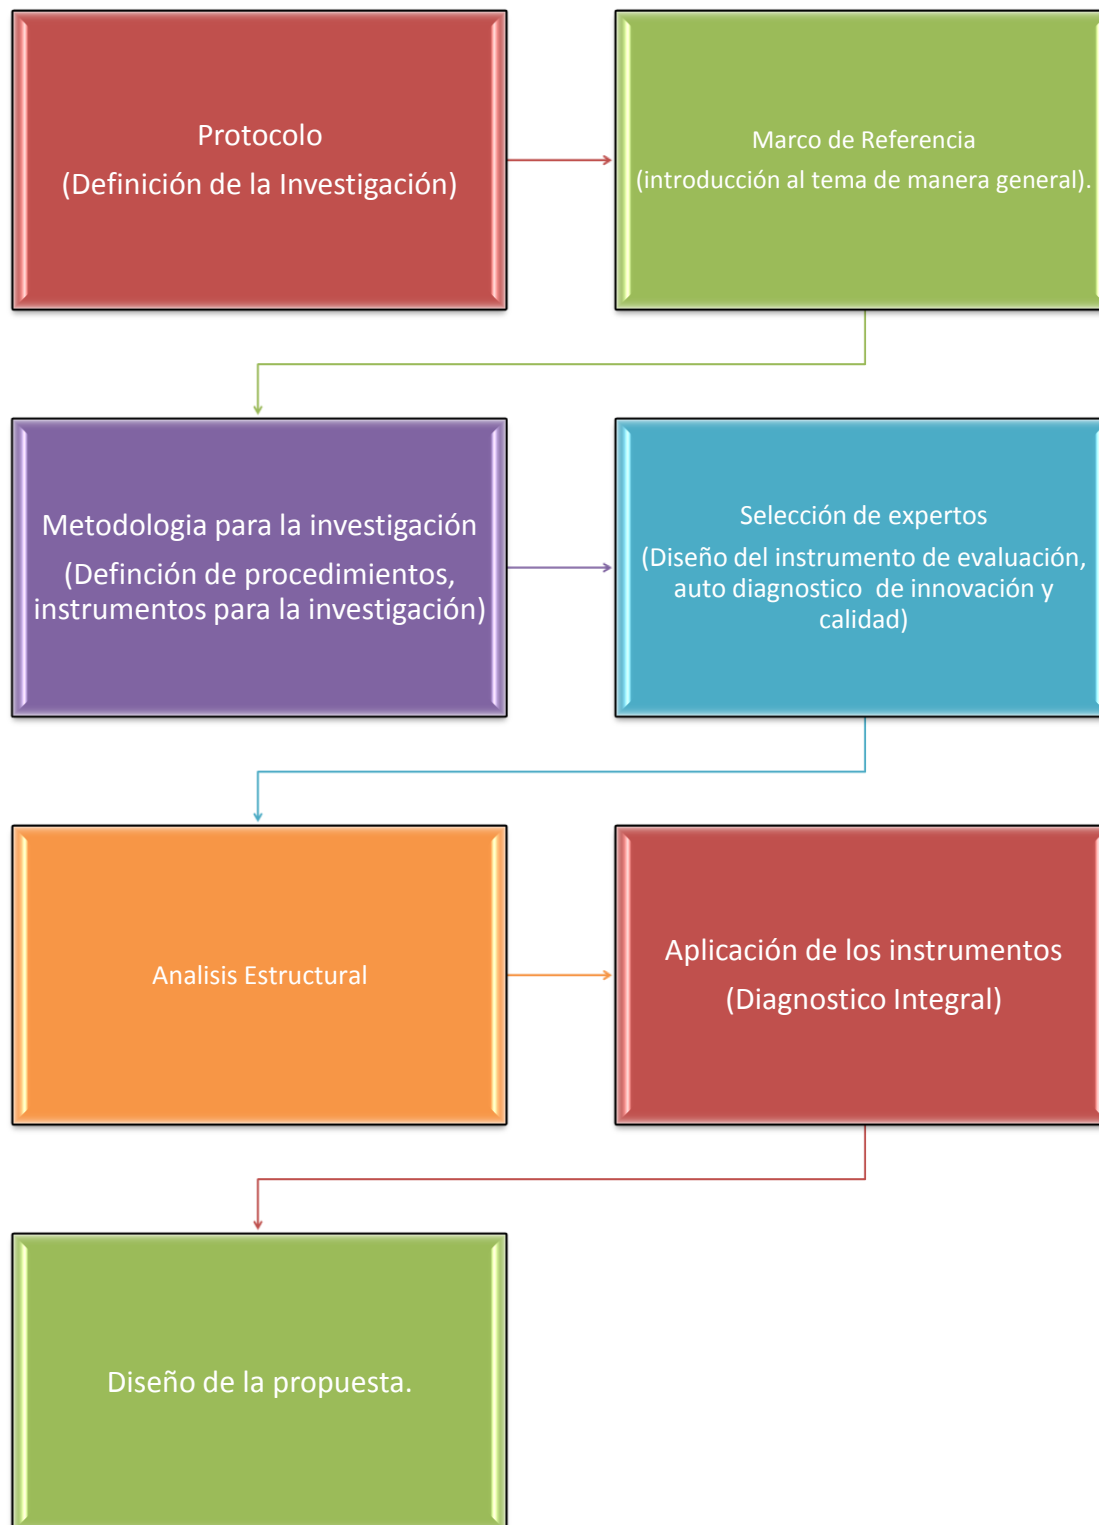 Protocolo
(Definición de la Investigación)
Marco de Referencia
(introducción al tema de manera general).
Metodologia para la investigación
(Definción de procedimientos,
instrumentos para la investigación)
Selección de expertos
(Diseño del instrumento de evaluación,
auto diagnostico de innovación y
calidad)
Analisis Estructural
Aplicación de los instrumentos
(Diagnostico Integral)
Diseño de la propuesta.